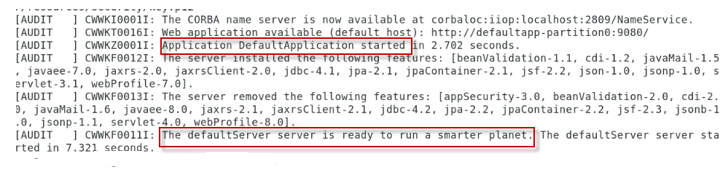 [AUDIT   ] CWWKI0001I: The CORBA name server is now available at corbaloc:iiop:localhost:2809/NameService.
[AUDIT   ] CWWKT0016I: Web application available (default host): http://defaultapp-partition0:9080/
[AUDIT   ] CWWKZ0001I: Application DefaultApplication started in 2.702 seconds.
[AUDIT   ] CWWKF0012I: The server installed the following features: [beanValidation-1.1, cdi-1.2, javaMail-1.5
, javaee-7.0, jaxrs-2.0, jaxrsClient-2.0, jdbc-4.1, jpa-2.1, jpaContainer-2.1, jsf-2.2, json-1.0, jsonp-1.0, s
ervlet-3.1, webProfile-7.0].
[AUDIT   ] CWWKF0013I: The server removed the following features: [appSecurity-3.0, beanValidation-2.0, cdi-2.
0, javaMail-1.6, javaee-8.0, jaxrs-2.1, jaxrsClient-2.1, jdbc-4.2, jpa-2.2, jpaContainer-2.2, jsf-2.3, jsonb-1
.0, jsonp-1.1, servlet-4.0, webProfile-8.0].
[AUDIT   ] CWWKF0011I: The defaultServer server is ready to run a smarter planet. The defaultServer server sta
rted in 7.321 seconds.